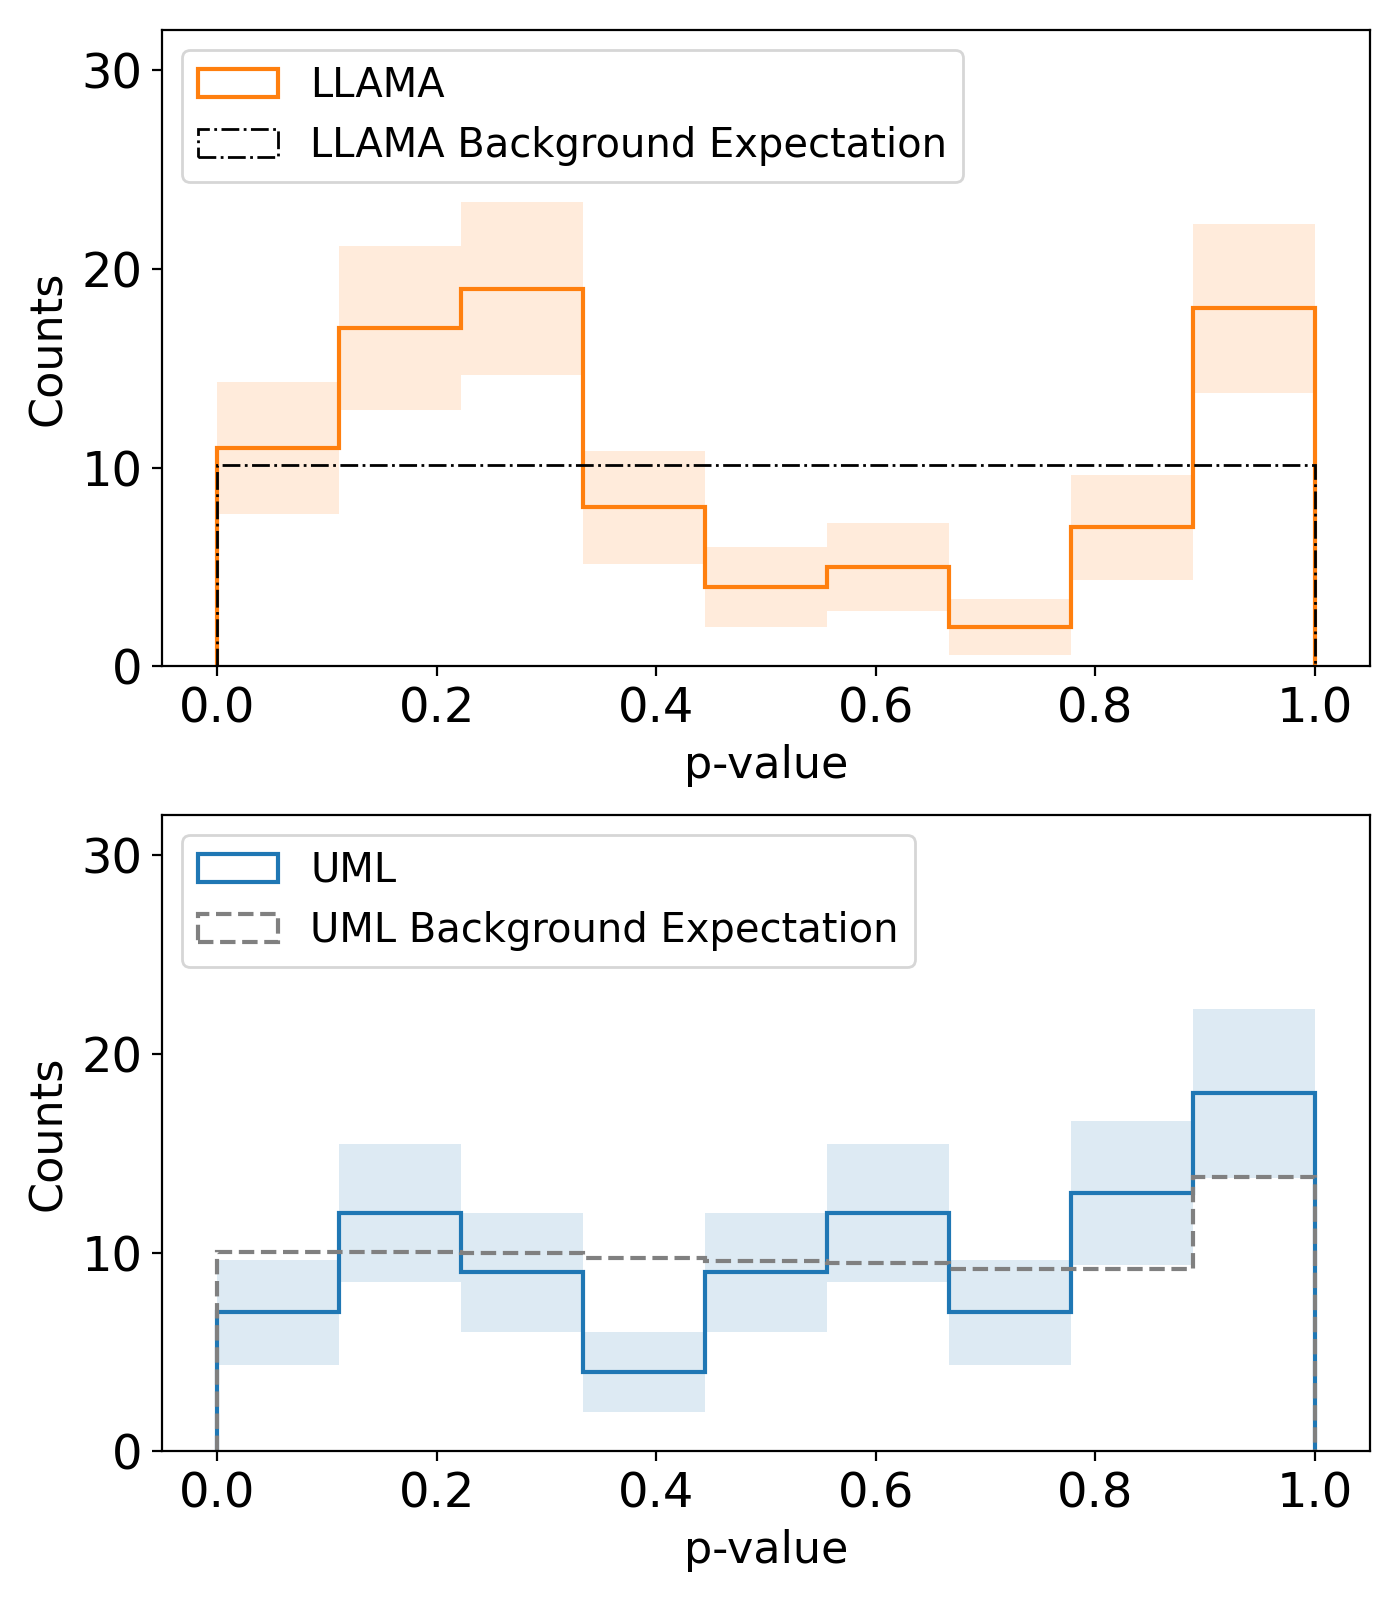 LLAMA
LLAMA Background Expectation
30
20
10
0
Counts
0.0 0.2 0.4 0.6 0.8 1.0
p-value
UML
UML Background Expectation
30
20
10
0
Counts
0.0 0.2 0.4 0.6 0.8 1.0
p-value